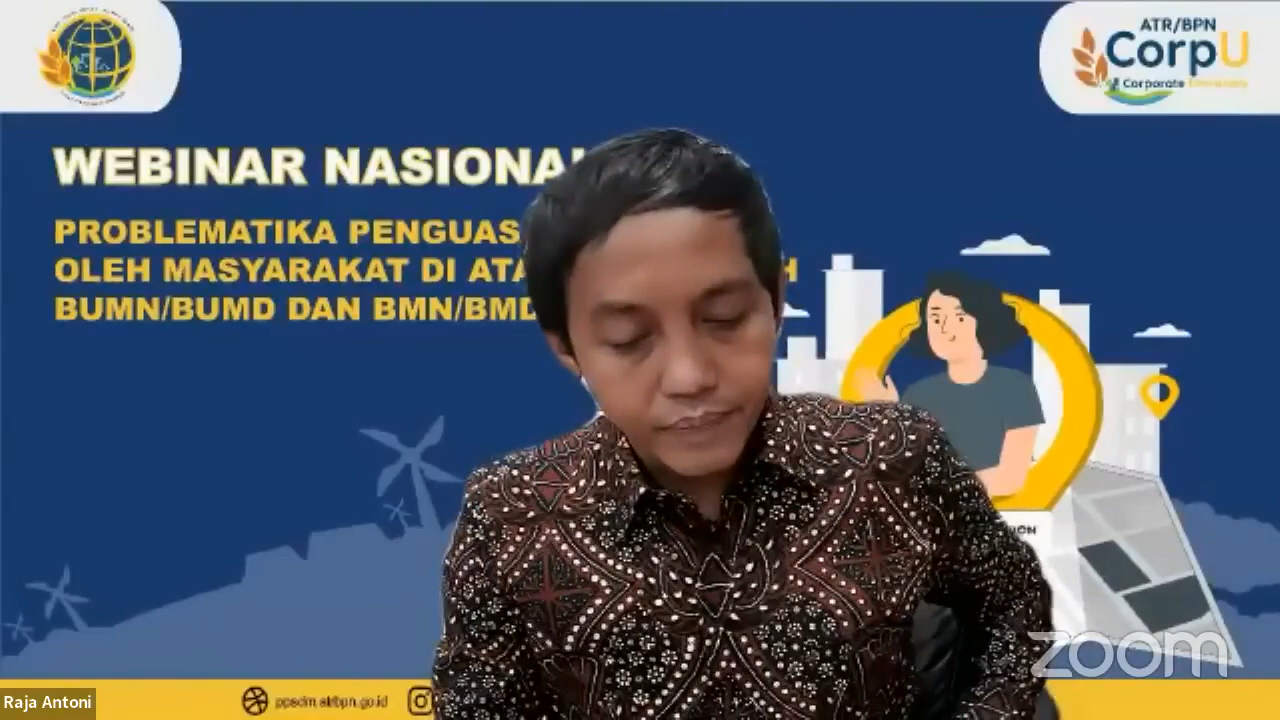 ATR/BPN
CorpU
Corporate University
WEBINAR NASIONAL
PROBLEMATIKA PENGUAS
OLEH MASYARAKAT DI ATA H
BUMN/BUMD DAN BMN/BMD
zoom
Raja Antoni
ppsdm.atrbpn.go.id